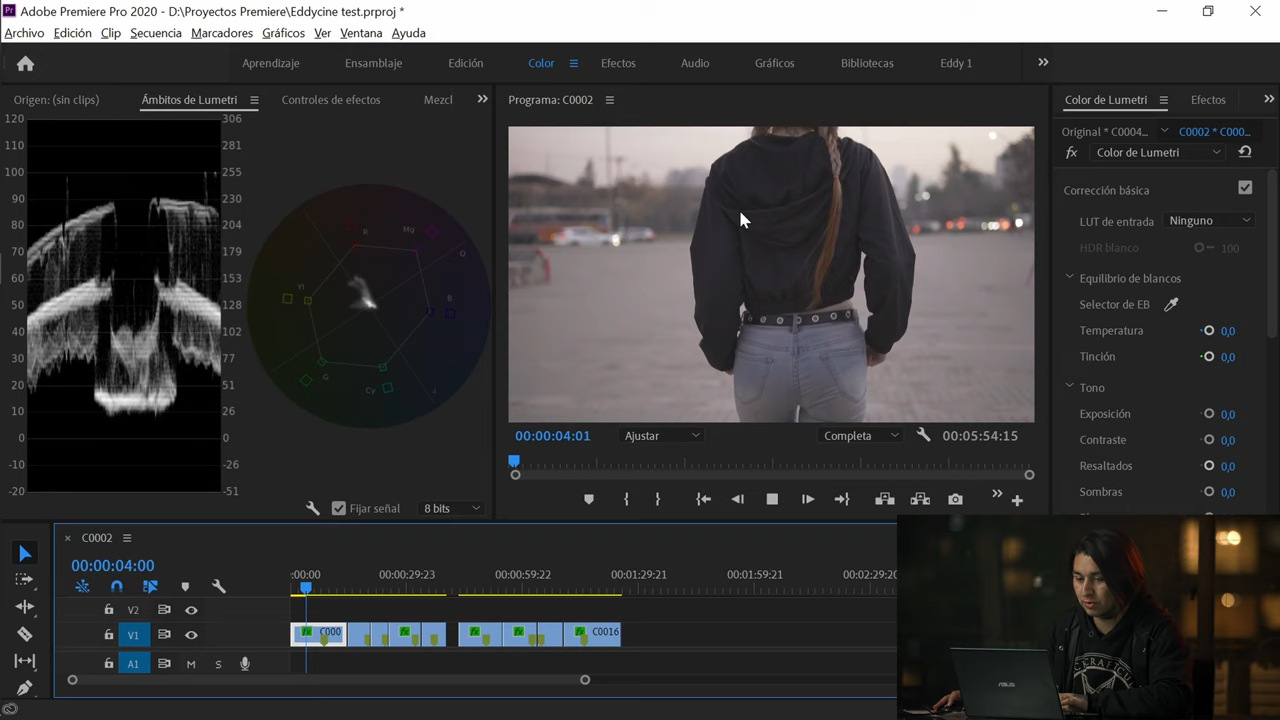 Adobe Premiere Pro 2020 - D:\Proyectos Premiere\Eddycine test.prproj *
Archivo Edición Clip Secuencia Marcadores Gráficos Ver Ventana Ayuda
Aprendizaje Ensamblaje Edición Color Efectos Audio Gráficos Bibliotecas Eddy 1
Origen: (sin clips) Ámbitos de Lumetri Controles de efectos Mezcl
Programa: C0002
Color de Lumetri Efectos
Original * C0004... C0002 * C000...
fx Color de Lumetri
Corrección básica
LUT de entrada Ninguno
HDR blanco 100
Equilibrio de blancos
Selector de EB
Temperatura 0,0
Tinción 0,0
Tono
Exposición 0,0
Contraste 0,0
Resaltados 0,0
Sombras 0,0
120 306
110 281
100 255
90 230
80 204
70 179
60 153
50 128
40 102
30 77
20 51
10 26
0 0
-10 -26
-20 -51
R Mg B Cy G Yl
Fijar señal 8 bits
00:00:04:01 Ajustar Completa 00:05:54:15
C0002
00:00:04:00
:00:00 00:00:29:23 00:00:59:22 00:01:29:21 00:01:59:21 00:02:29:20
V2
V1 C000 C0016
A1 M S
ASUS